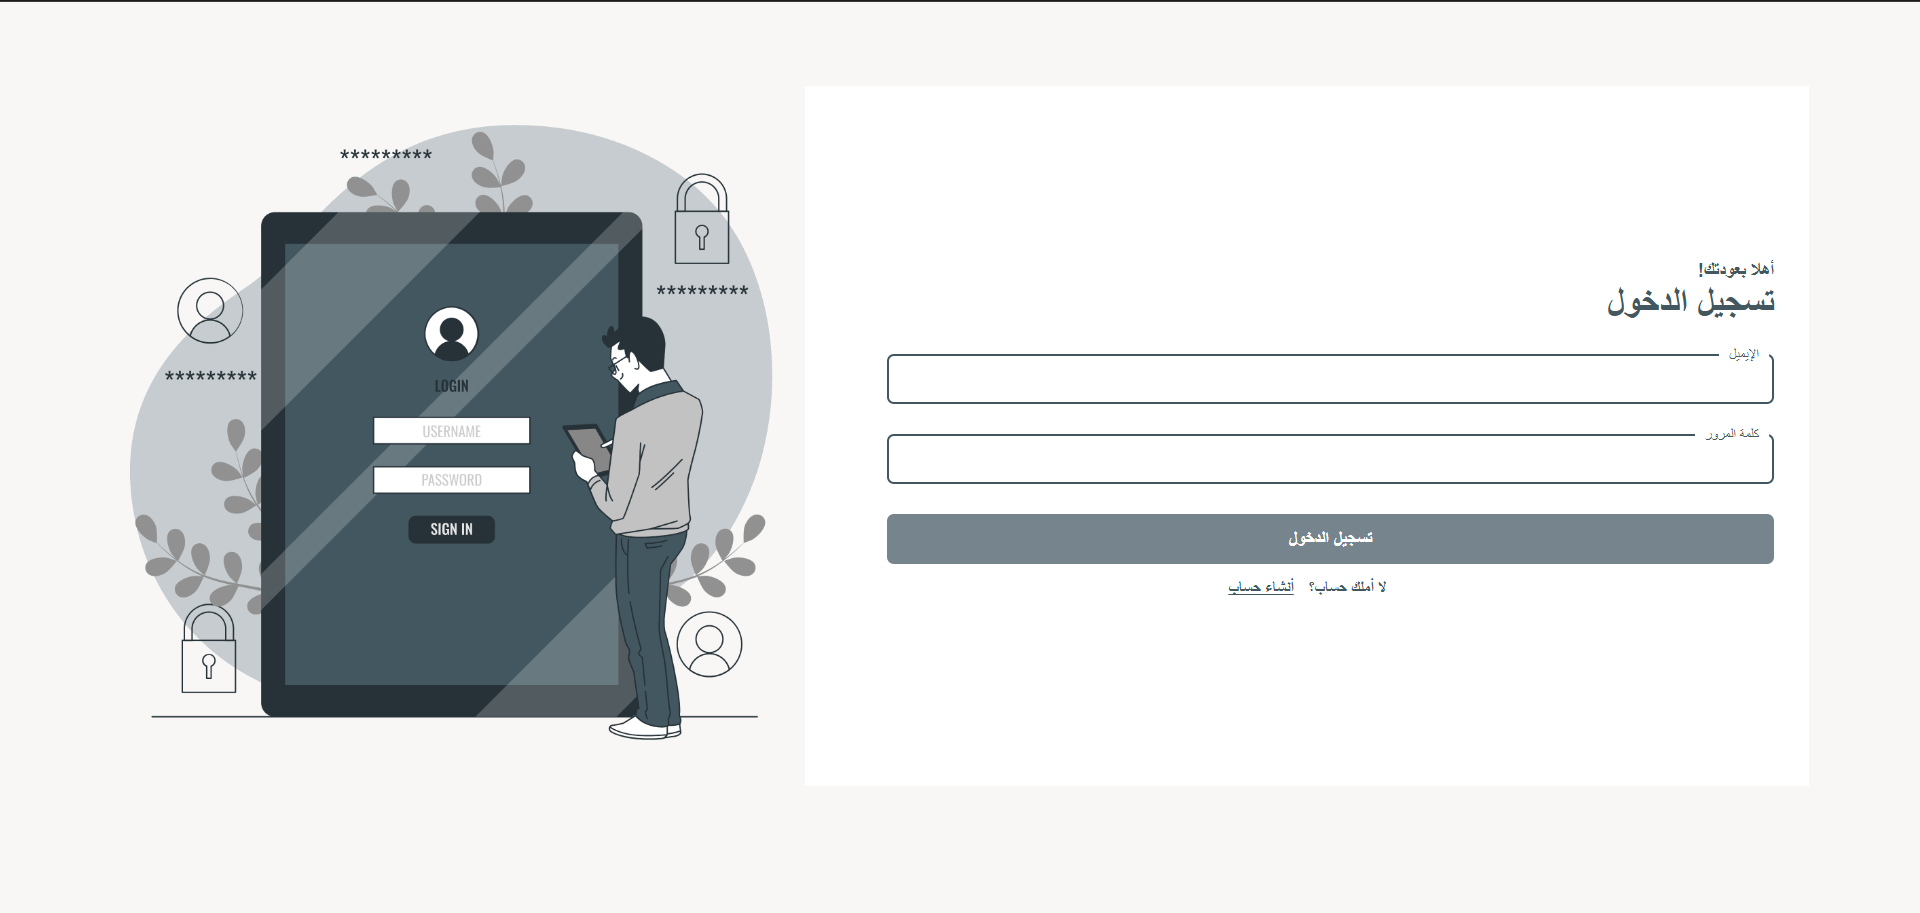 *********
*********
*********
LOGIN
USERNAME
PASSWORD
SIGN IN
أهلا بعودتك!
تسجيل الدخول
الإيميل
كلمة المرور
تسجيل الدخول
لا أملك حساب؟ أنشاء حساب